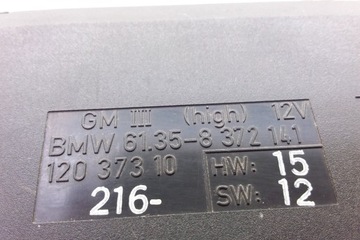 GM III (high) 12V
BMW 61.35-8 372 141
120 373 10 HW: 15
216- SW: 12